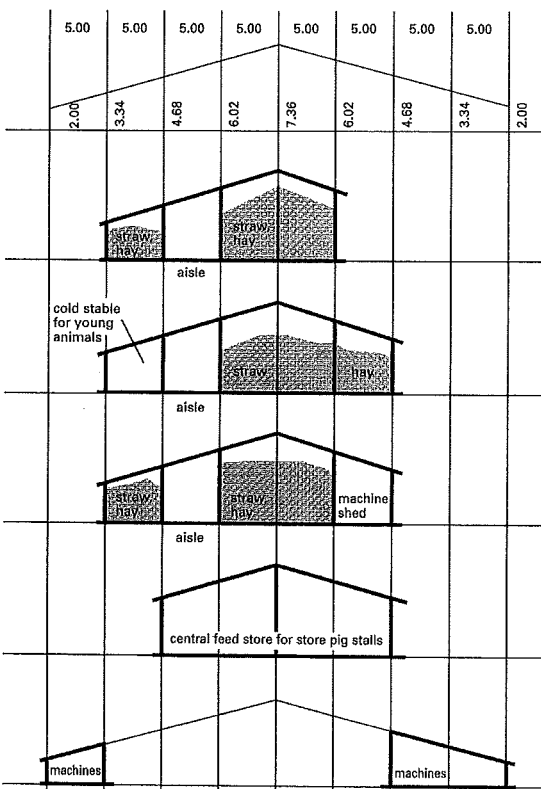 5.00 5.00 5.00 5.00 5.00 5.00 5.00 5.00
2.00 3.34 4.68 6.02 7.36 6.02 4.68 3.34 2.00
straw,
hay
straw,
hay
aisle
cold stable
for young
animals
straw
hay
aisle
straw,
hay
straw,
hay
machine
shed
aisle
central feed store for store pig stalls
machines
machines